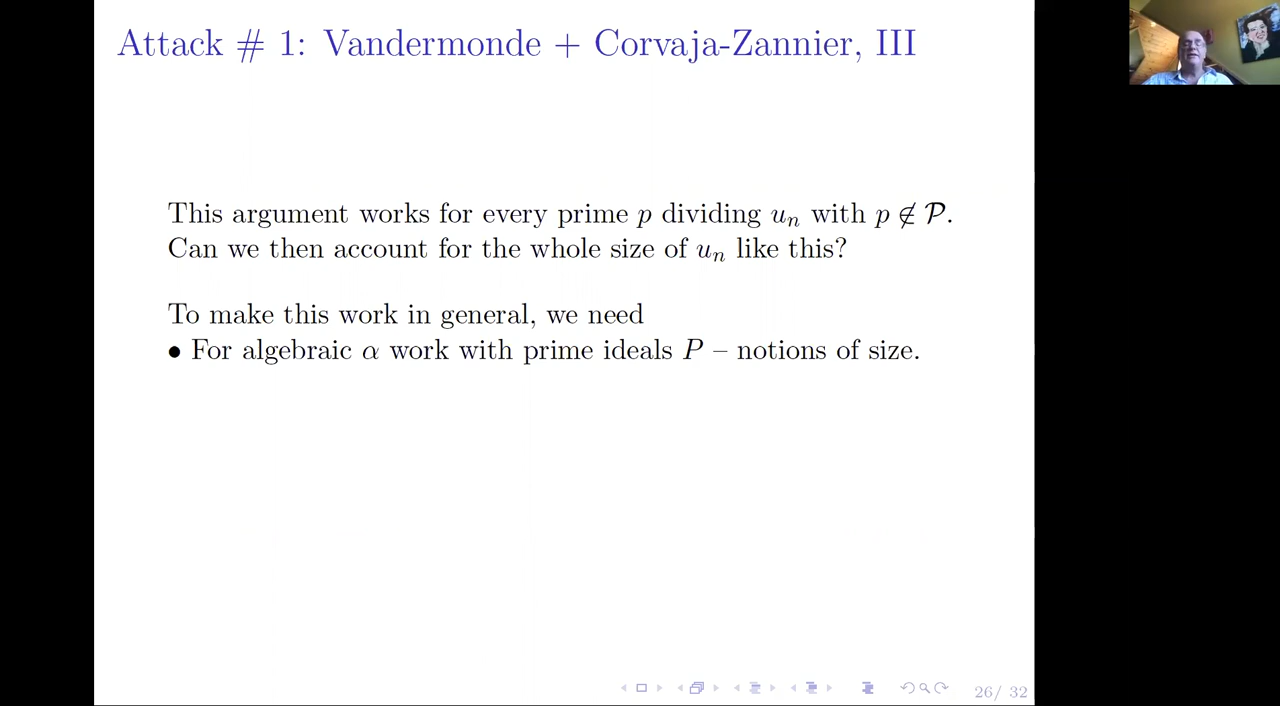 Attack # 1: Vandermonde + Corvaja-Zannier, III
This argument works for every prime p dividing uₙ with p ∉ 𝒫.
Can we then account for the whole size of uₙ like this?
To make this work in general, we need
• For algebraic α work with prime ideals P – notions of size.
26/ 32